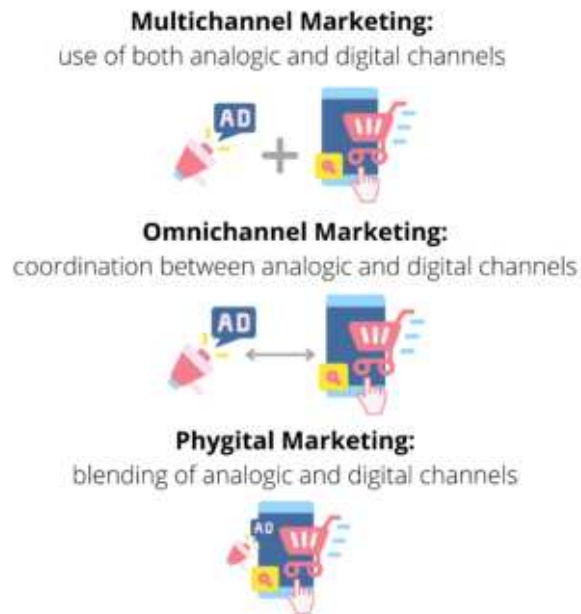 Multichannel Marketing:
use of both analogic and digital channels
AD
Omnichannel Marketing:
coordination between analogic and digital channels
AD
Phygital Marketing:
blending of analogic and digital channels
AD